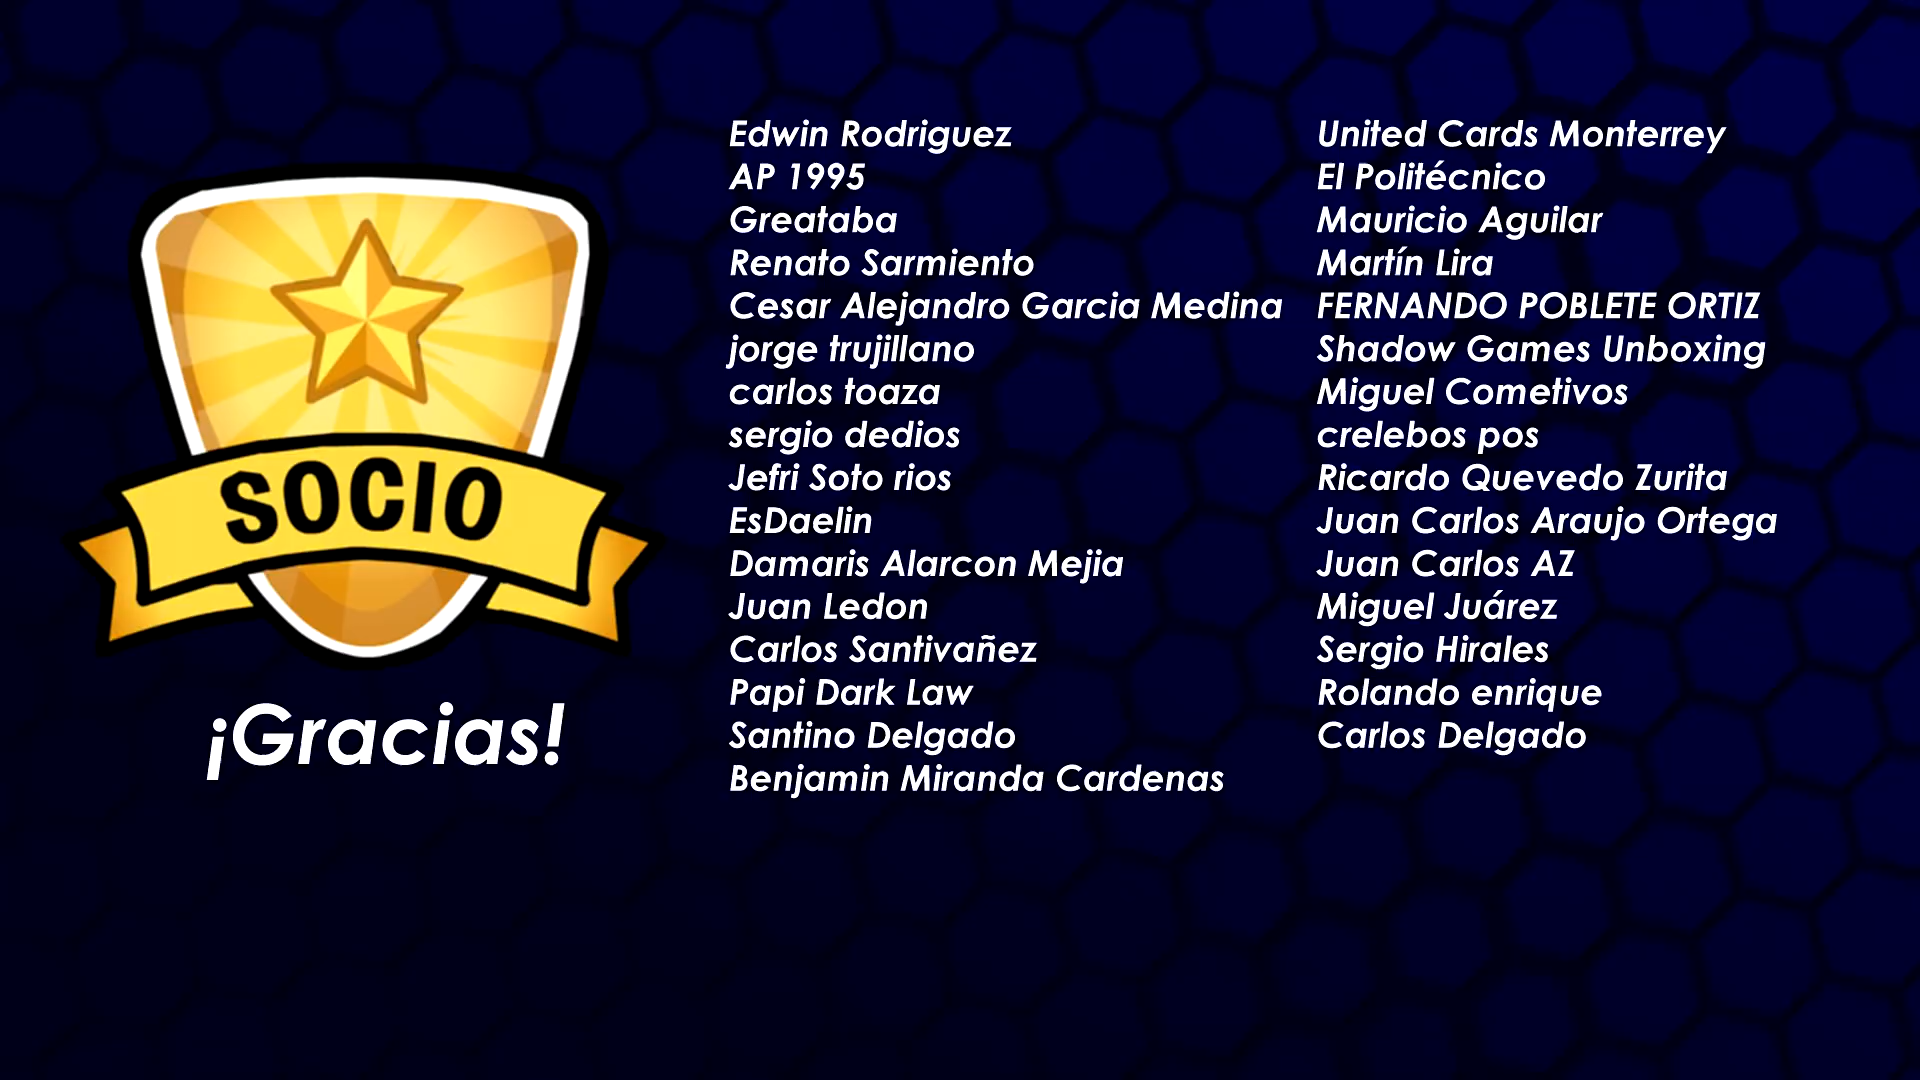 SOCIO
¡Gracias!
Edwin Rodriguez
AP 1995
Greataba
Renato Sarmiento
Cesar Alejandro Garcia Medina
jorge trujillano
carlos toaza
sergio dedios
Jefri Soto rios
EsDaelin
Damaris Alarcon Mejia
Juan Ledon
Carlos Santivañez
Papi Dark Law
Santino Delgado
Benjamin Miranda Cardenas
United Cards Monterrey
El Politécnico
Mauricio Aguilar
Martín Lira
FERNANDO POBLETE ORTIZ
Shadow Games Unboxing
Miguel Cometivos
crelebos pos
Ricardo Quevedo Zurita
Juan Carlos Araujo Ortega
Juan Carlos AZ
Miguel Juárez
Sergio Hirales
Rolando enrique
Carlos Delgado